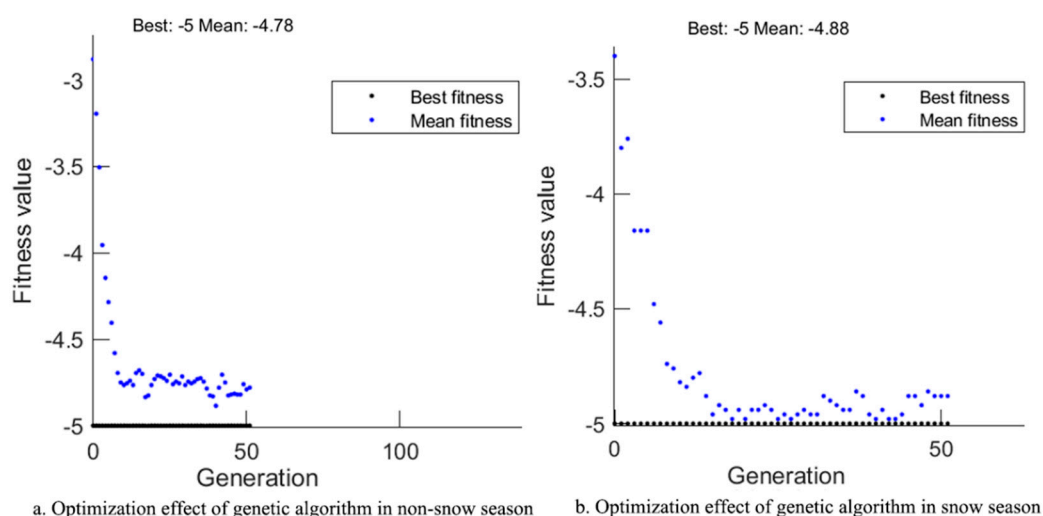 Best: -5 Mean: -4.78
-3
-3.5
-4
-4.5
-5
Fitness value
Best fitness
Mean fitness
0
50
100
Generation
a. Optimization effect of genetic algorithm in non-snow season
Best: -5 Mean: -4.88
-3.5
-4
-4.5
-5
Fitness value
Best fitness
Mean fitness
0
50
Generation
b. Optimization effect of genetic algorithm in snow season